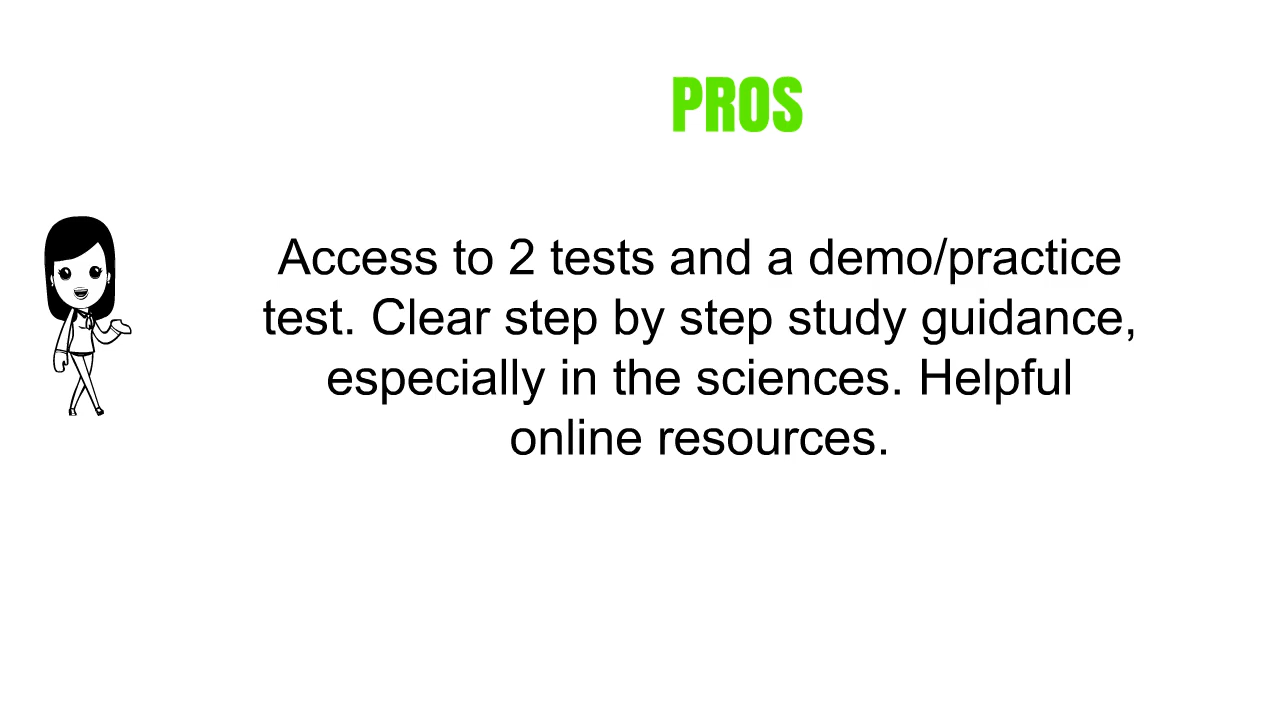 PROS
Access to 2 tests and a demo/practice
test. Clear step by step study guidance,
especially in the sciences. Helpful
online resources.